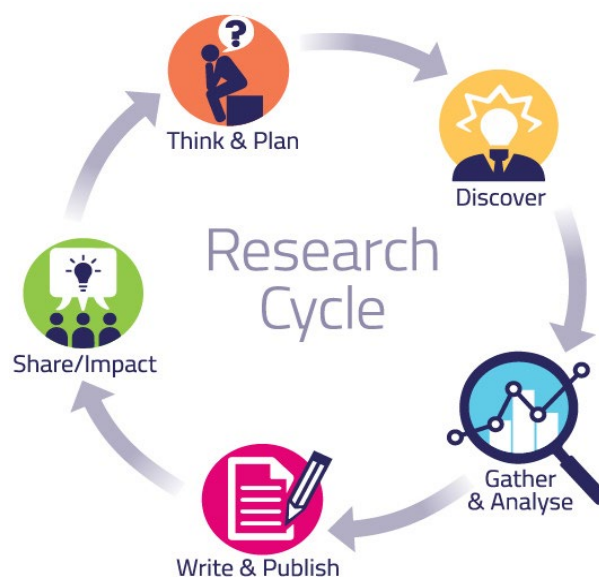 ?
Think & Plan
Discover
Research
Cycle
Share/Impact
Gather
& Analyse
Write & Publish